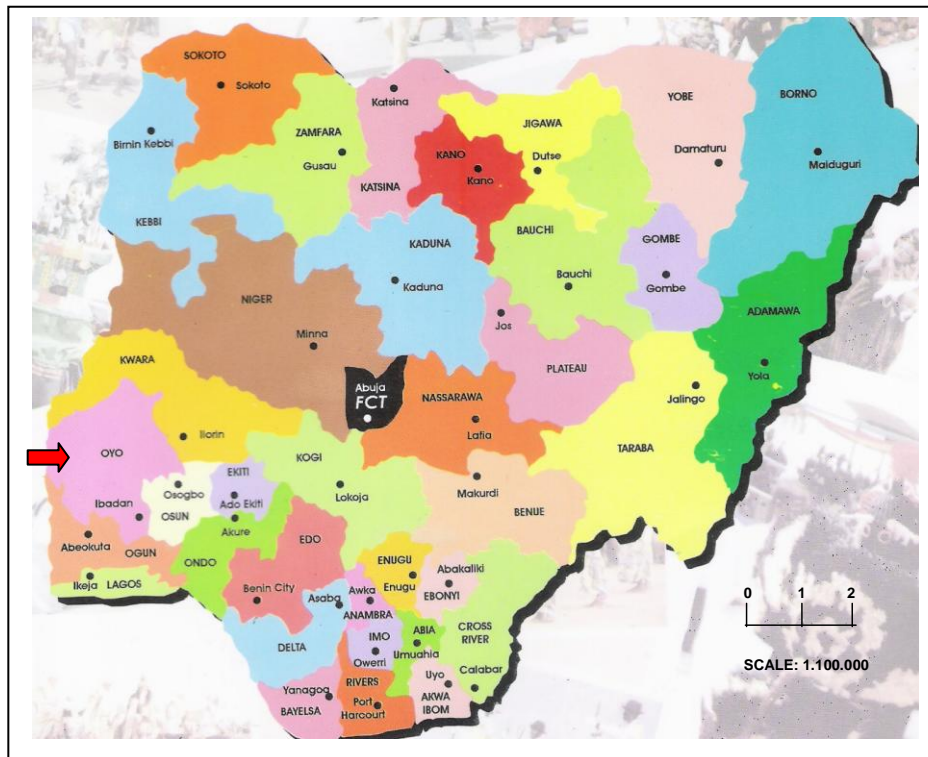 SOKOTO
Sokoto
Katsina
YOBE
BORNO
Birnin Kebbi
ZAMFARA
Gusau
JIGAWA
KANO
Kano
Dutse
Damaturu
Maiduguri
KATSINA
KEBBI
KADUNA
Kaduna
BAUCHI
Bauchi
GOMBE
Gombe
NIGER
Minna
Jos
ADAMAWA
Yola
KWARA
PLATEAU
Abuja
FCT
NASSARAWA
Lafia
Jalingo
TARABA
Ilorin
OYO
Ibadan
Osogbo
OSUN
EKITI
Ado Ekiti
KOGI
Lokoja
Makurdi
BENUE
Abeokuta
OGUN
Akure
ONDO
EDO
Benin City
Ikeja
LAGOS
ENUGU
Enugu
Abakaliki
EBONYI
Asaba
Awka
ANAMBRA
DELTA
IMO
Owerri
ABIA
Umuahia
CROSS
RIVER
Calabar
Uyo
AKWA
IBOM
RIVERS
Port
Harcourt
Yanagoa
BAYELSA
0 1 2
SCALE: 1.100.000